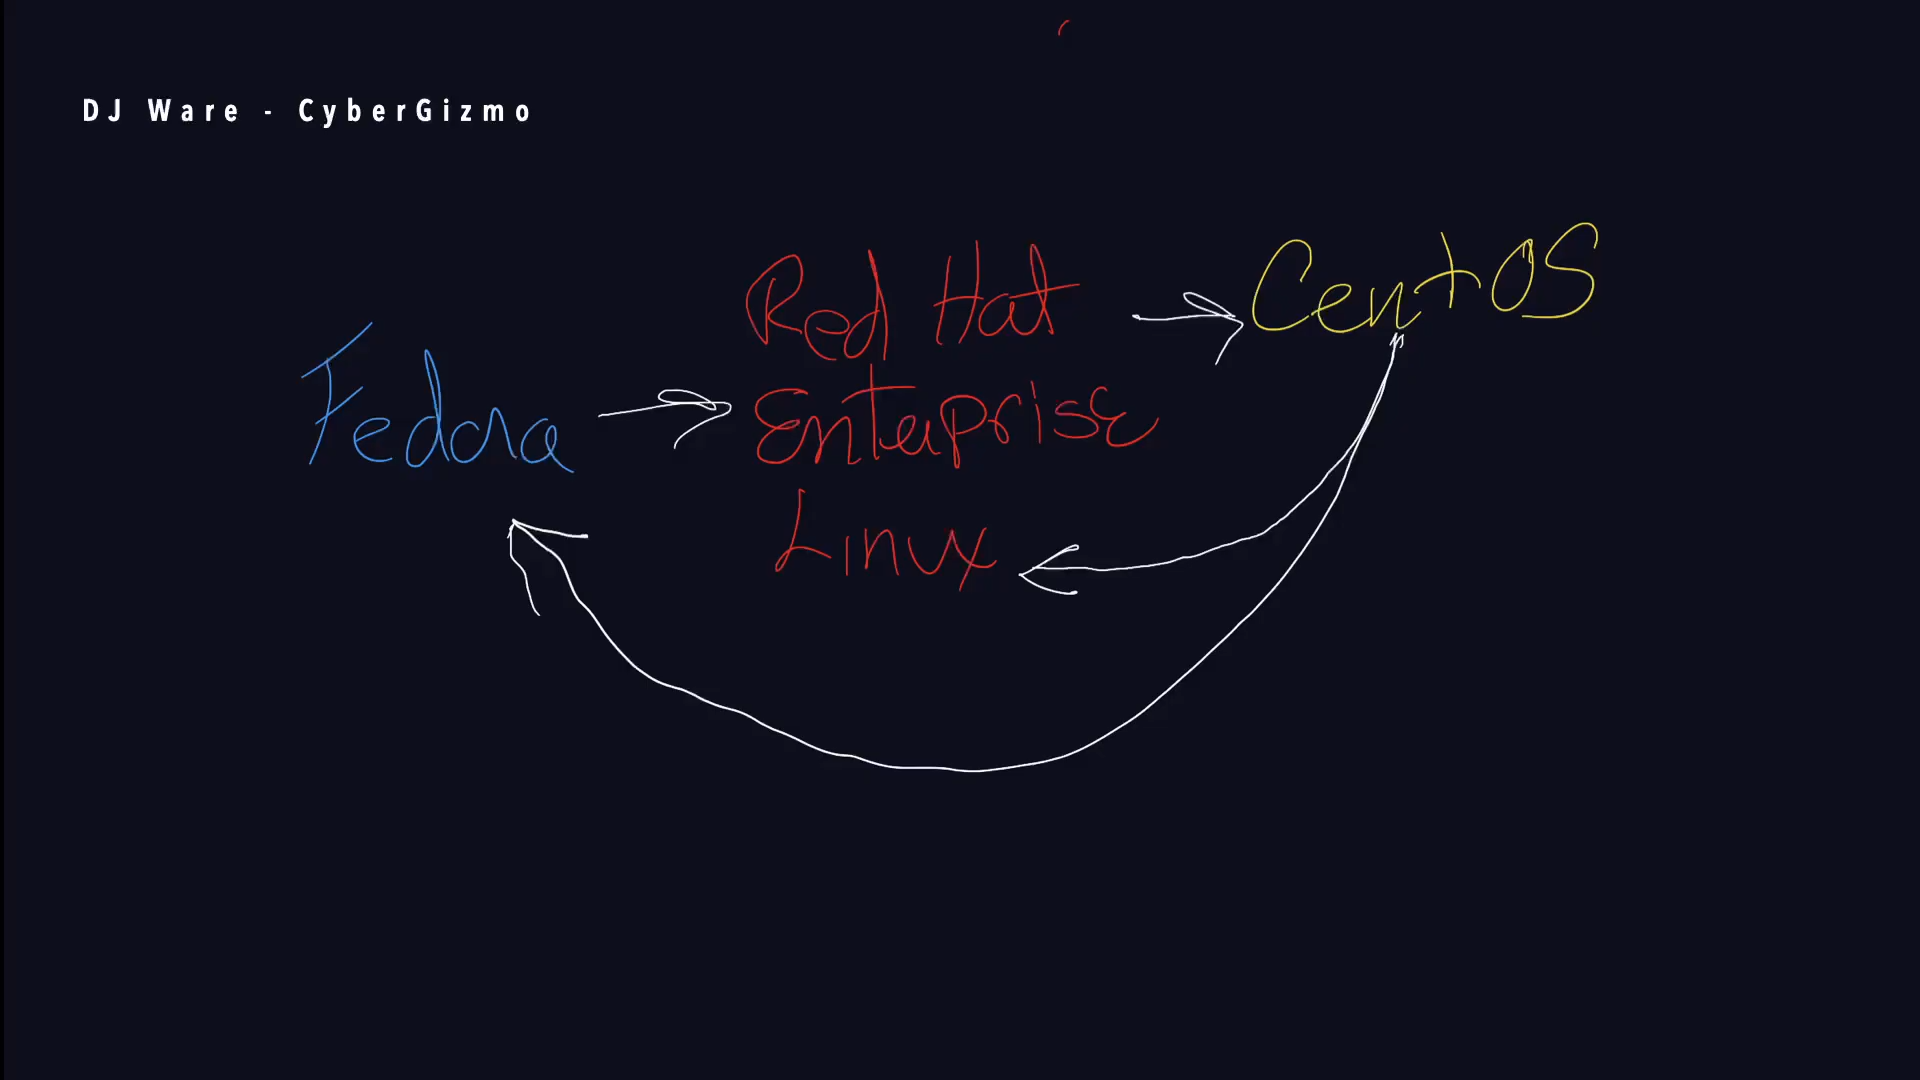 DJ Ware - CyberGizmo
Fedora
Red Hat
Enterprise
Linux
CentOS